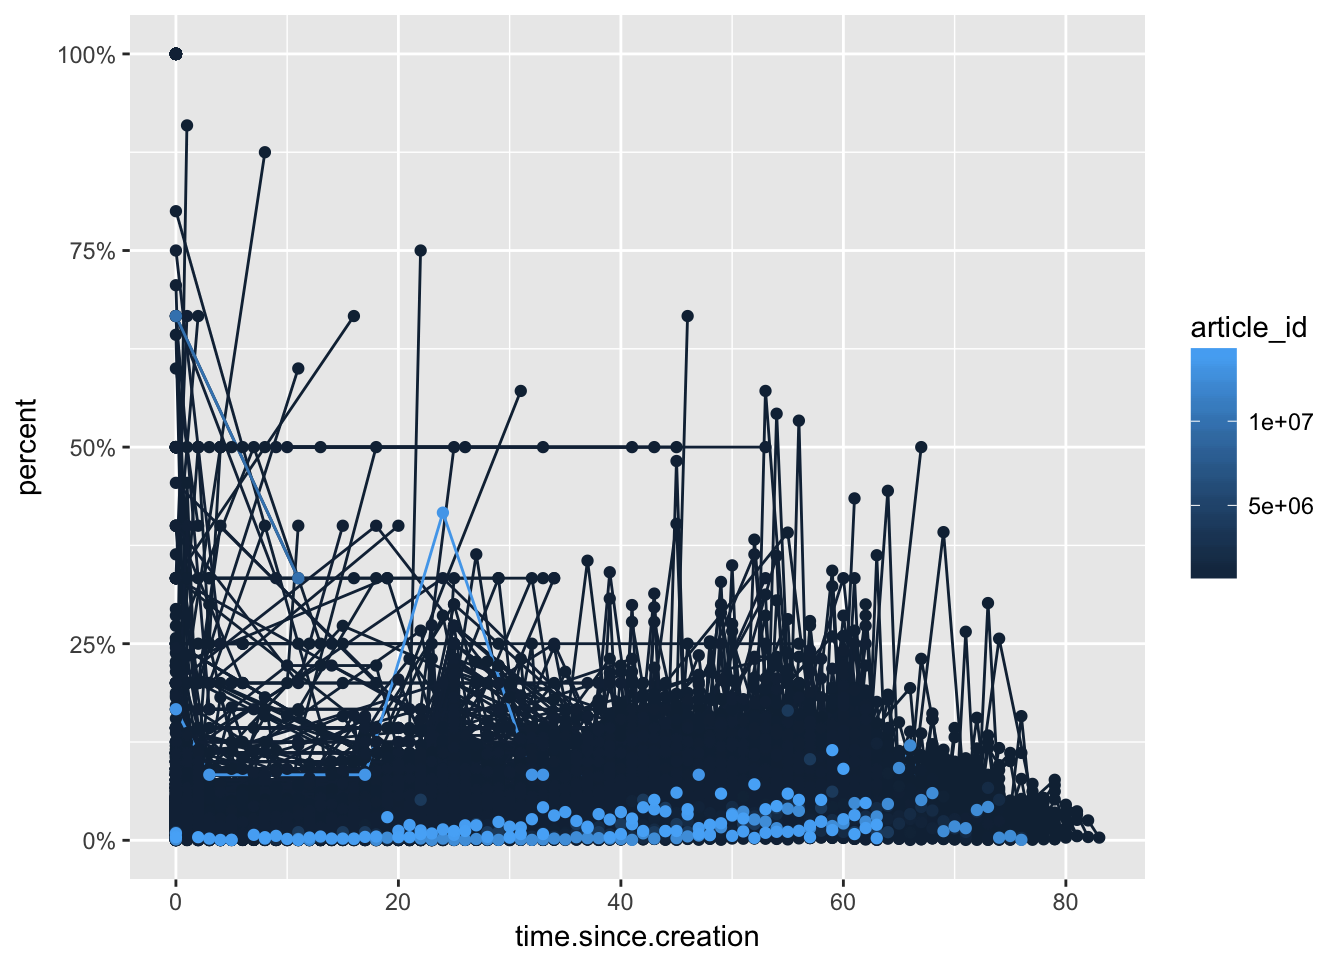 100%
75%
50%
25%
0%
percent
0 20 40 60 80
time.since.creation
article_id
1e+07
5e+06